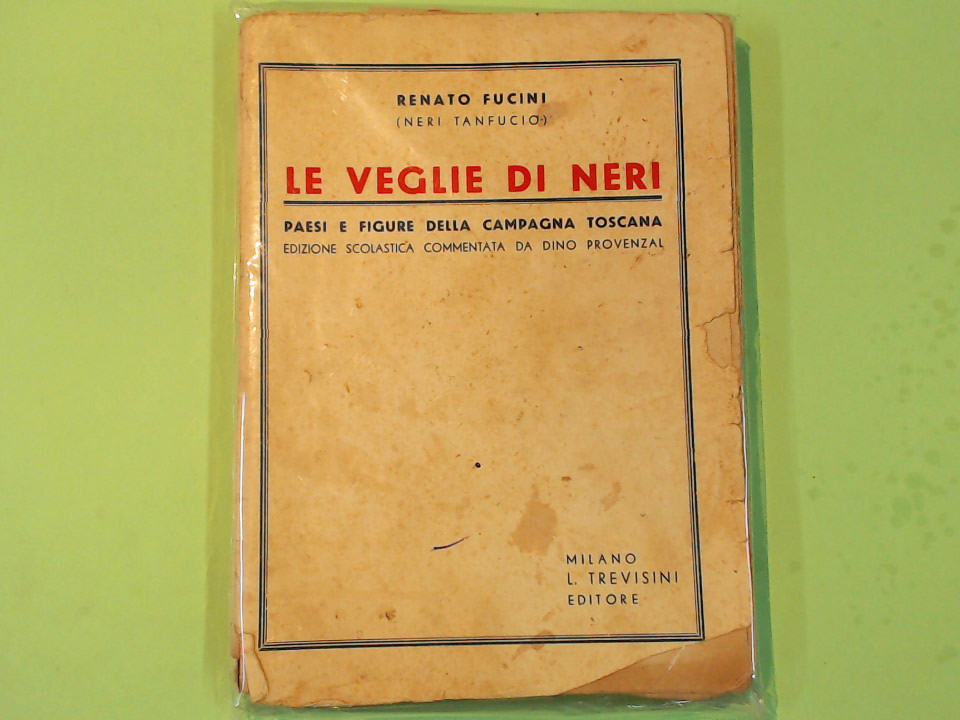 RENATO FUCINI
(NERI TANFUCIO)
LE VEGLIE DI NERI
PAESI E FIGURE DELLA CAMPAGNA TOSCANA
EDIZIONE SCOLASTICA COMMENTATA DA DINO PROVENZAL
MILANO
L. TREVISINI
EDITORE